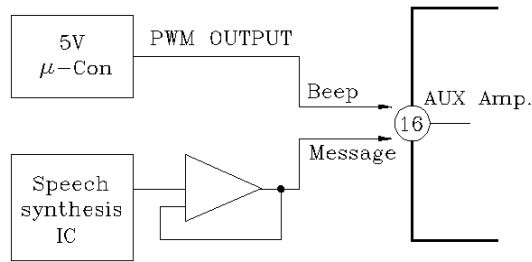 5V
μ-Con
PWM OUTPUT
Beep
AUX Amp.
16
Message
Speech
synthesis
IC